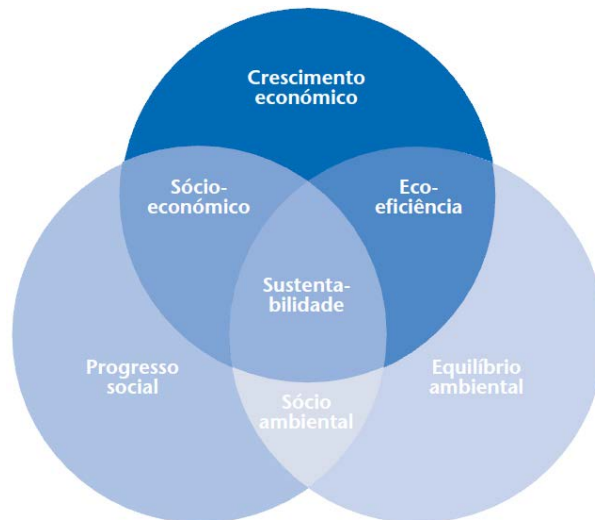 Crescimento
económico
Sócio-
económico
Eco-
eficiência
Sustenta-
bilidade
Progresso
social
Equilíbrio
ambiental
Sócio
ambiental